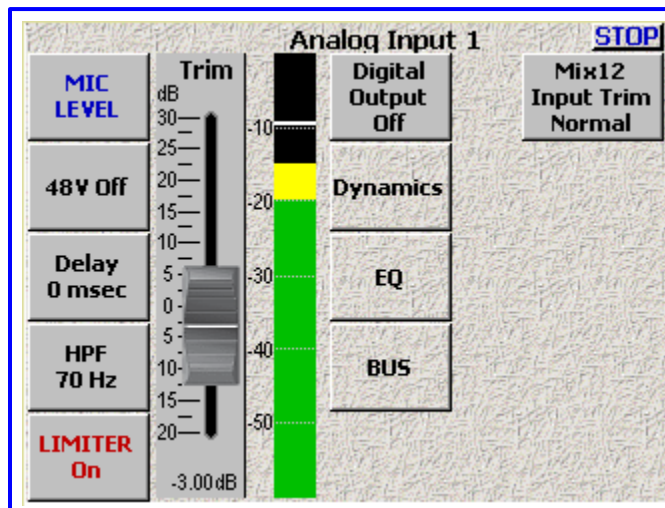 Analog Input 1
STOP
MIC
LEVEL
48V Off
Delay
0 msec
HPF
70 Hz
LIMITER
On
Trim
dB
30
25
20
15
10
5
0
5
10
15
20
-3.00dB
-10
-20
-30
-40
-50
Digital
Output
Off
Dynamics
EQ
BUS
Mix12
Input Trim
Normal